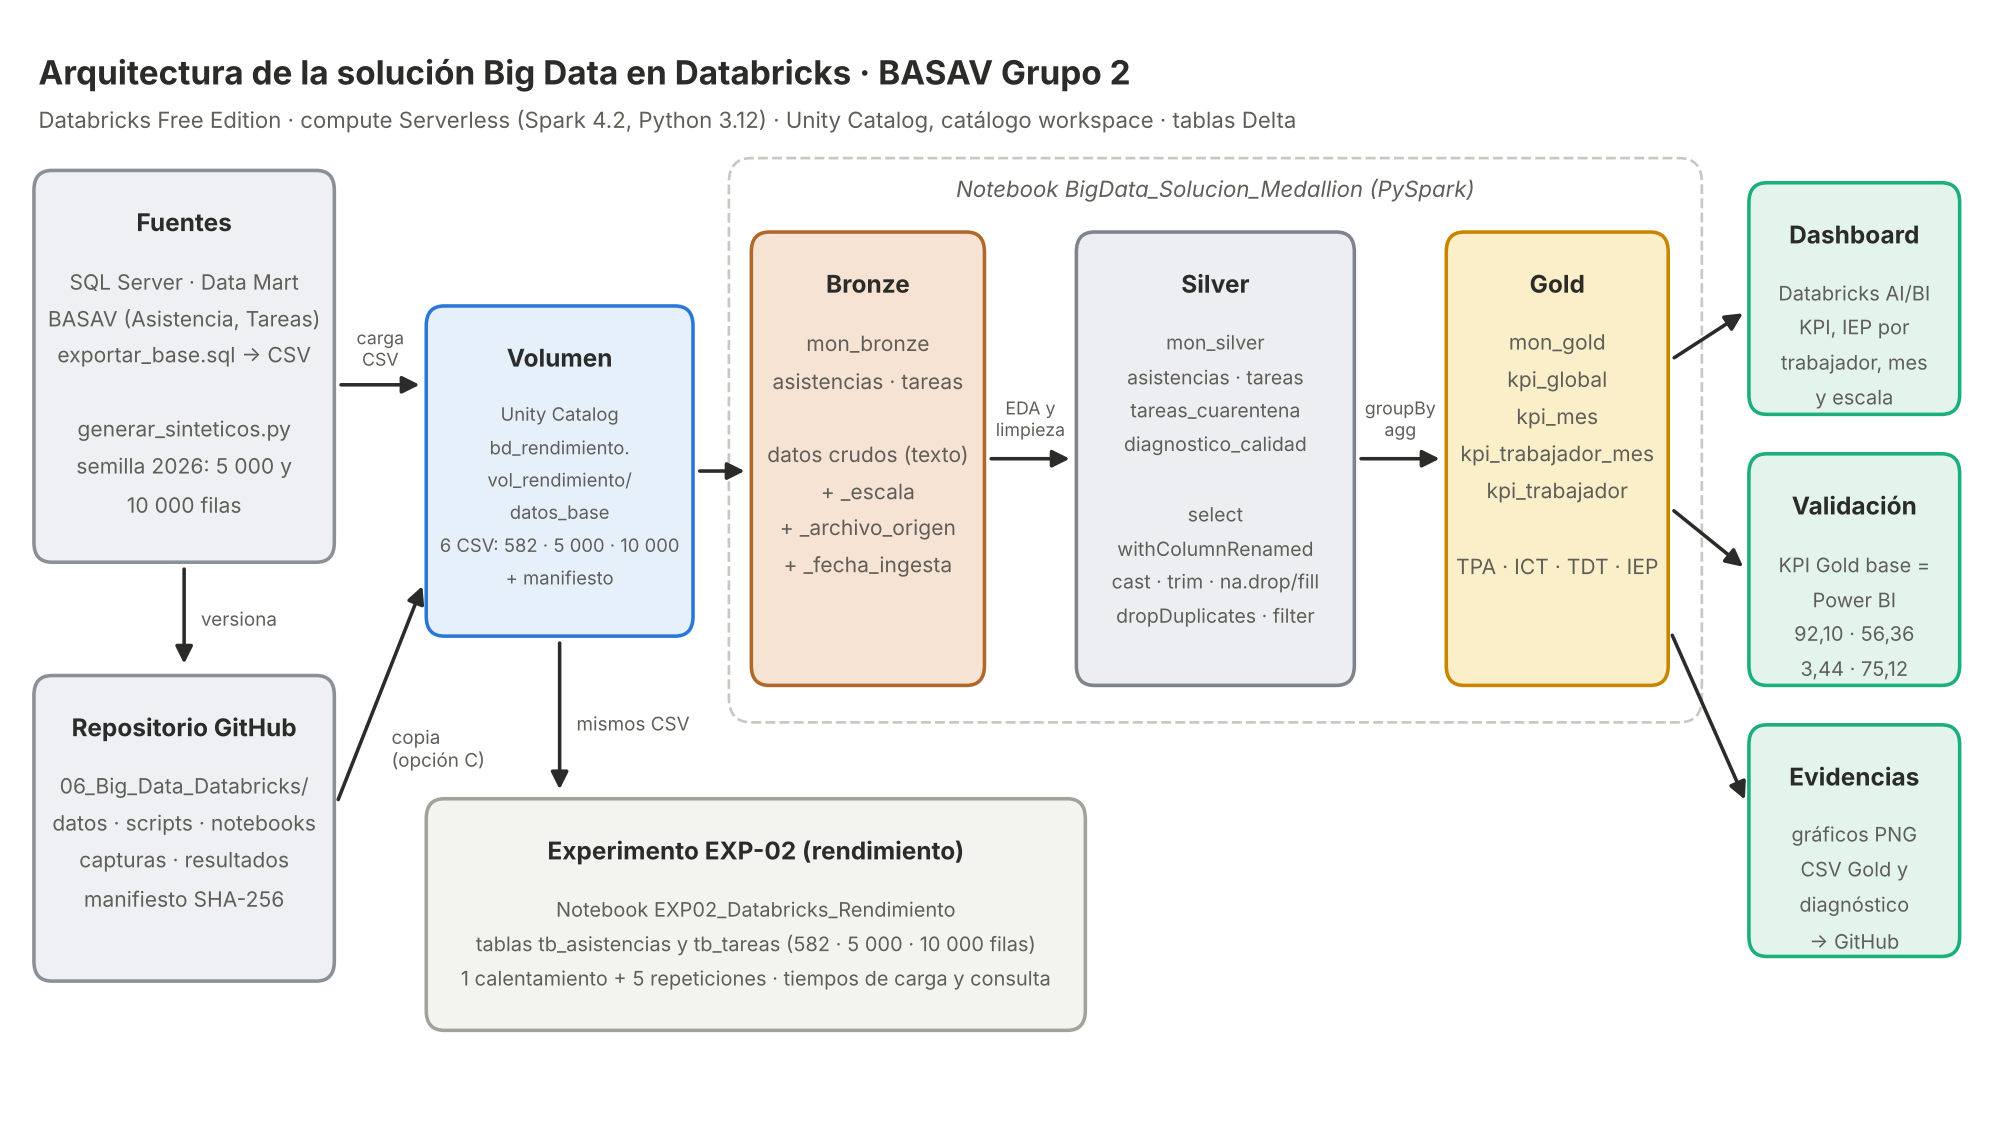 Arquitectura de la solución Big Data en Databricks · BASAV Grupo 2
Databricks Free Edition · compute Serverless (Spark 4.2, Python 3.12) · Unity Catalog, catálogo workspace · tablas Delta
Fuentes
SQL Server · Data Mart
BASAV (Asistencia, Tareas)
exportar_base.sql → CSV
generar_sinteticos.py
semilla 2026: 5 000 y
10 000 filas
versiona
Repositorio GitHub
06_Big_Data_Databricks/
datos · scripts · notebooks
capturas · resultados
manifiesto SHA-256
carga
CSV
copia
(opción C)
Volumen
Unity Catalog
bd_rendimiento.
vol_rendimiento/
datos_base
6 CSV: 582 · 5 000 · 10 000
+ manifiesto
mismos CSV
Experimento EXP-02 (rendimiento)
Notebook EXP02_Databricks_Rendimiento
tablas tb_asistencias y tb_tareas (582 · 5 000 · 10 000 filas)
1 calentamiento + 5 repeticiones · tiempos de carga y consulta
Notebook BigData_Solucion_Medallion (PySpark)
Bronze
mon_bronze
asistencias · tareas
datos crudos (texto)
+ _escala
+ _archivo_origen
+ _fecha_ingesta
EDA y
limpieza
Silver
mon_silver
asistencias · tareas
tareas_cuarentena
diagnostico_calidad
select
withColumnRenamed
cast · trim · na.drop/fill
dropDuplicates · filter
groupBy
agg
Gold
mon_gold
kpi_global
kpi_mes
kpi_trabajador_mes
kpi_trabajador
TPA · ICT · TDT · IEP
Dashboard
Databricks AI/BI
KPI, IEP por
trabajador, mes
y escala
Validación
KPI Gold base =
Power BI
92,10 · 56,36
3,44 · 75,12
Evidencias
gráficos PNG
CSV Gold y
diagnóstico
→ GitHub